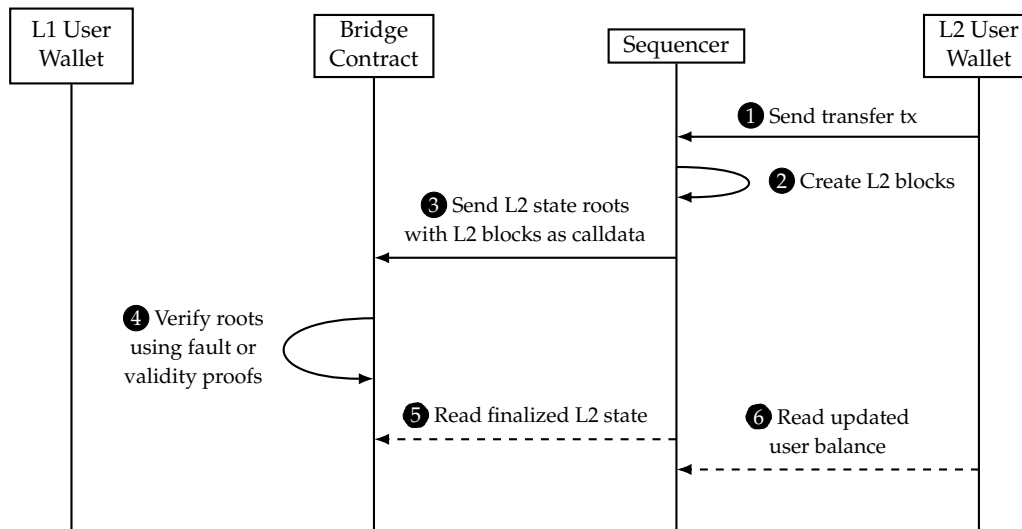 L1 User
Wallet
Bridge
Contract
Sequencer
L2 User
Wallet
1 Send transfer tx
2 Create L2 blocks
3 Send L2 state roots
with L2 blocks as calldata
4 Verify roots
using fault or
validity proofs
5 Read finalized L2 state
6 Read updated
user balance